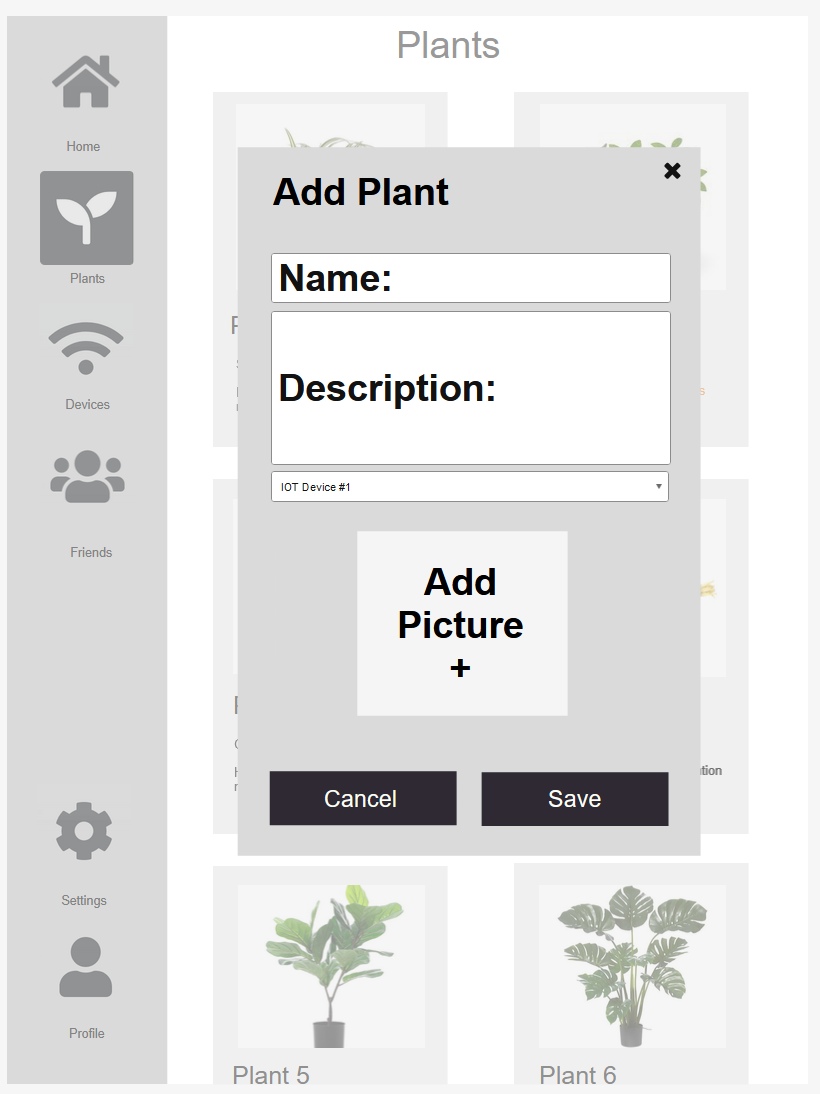 Plants
Home
Plants
Devices
Friends
Settings
Profile
Add Plant
Name:
Description:
IOT Device #1
Add
Picture
+
Cancel
Save
Plant 5
Plant 6